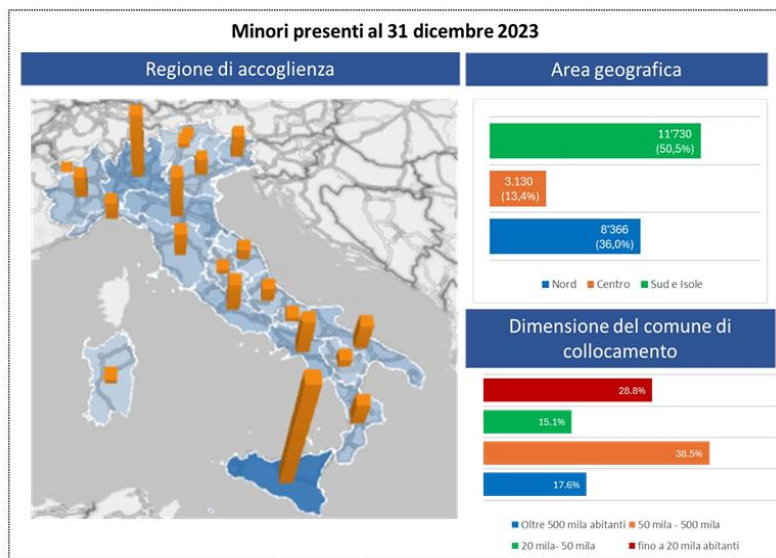 Minori presenti al 31 dicembre 2023
Regione di accoglienza
Area geografica
11'730
(50,5%)
3.130
(13,4%)
8'366
(36,0%)
Nord Centro Sud e Isole
Dimensione del comune di
collocamento
28.8%
15.1%
38.5%
17.6%
Oltre 500 mila abitanti 50 mila - 500 mila
20 mila- 50 mila fino a 20 mila abitanti